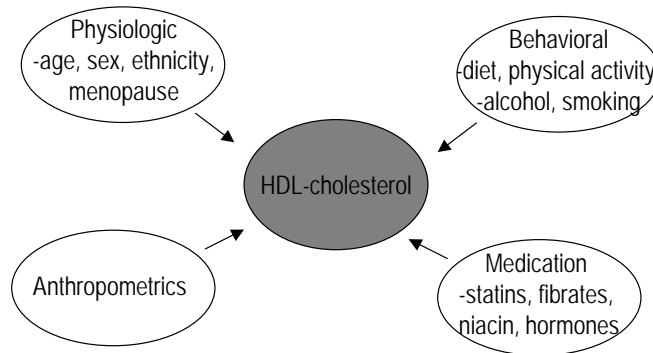 Physiologic
-age, sex, ethnicity,
menopause
Behavioral
-diet, physical activity
-alcohol, smoking
HDL-cholesterol
Anthropometrics
Medication
-statins, fibrates,
niacin, hormones